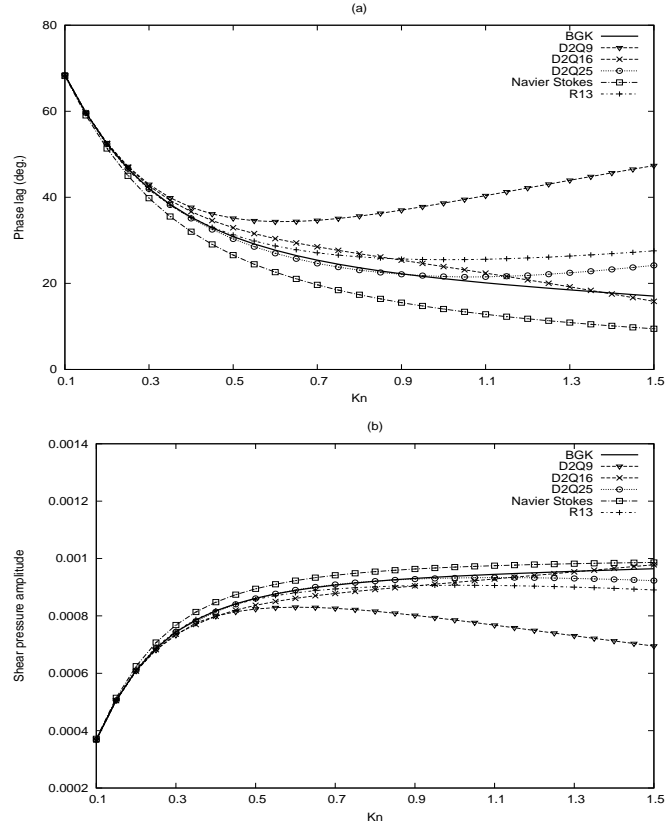 (a)
80
60
40
20
0
Phase lag (deg.)
BGK
D2Q9
D2Q16
D2Q25
Navier Stokes
R13
0.1 0.3 0.5 0.7 0.9 1.1 1.3 1.5
Kn
(b)
0.0014
0.0012
0.001
0.0008
0.0006
0.0004
0.0002
Shear pressure amplitude
BGK
D2Q9
D2Q16
D2Q25
Navier Stokes
R13
0.1 0.3 0.5 0.7 0.9 1.1 1.3 1.5
Kn